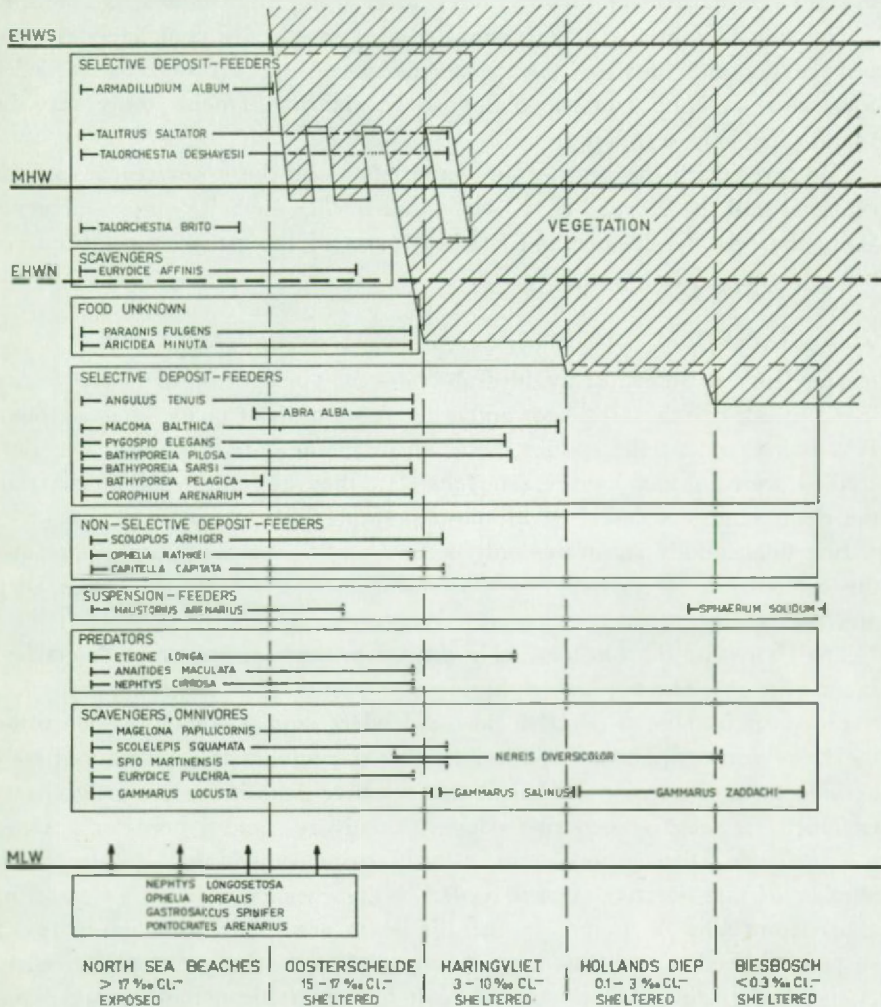 EHWS
SELECTIVE DEPOSIT-FEEDERS
ARMADILLIDIUM ALBUM
TALITRUS SALTATOR
TALORCHESTIA DESHAYESII
MHW
VEGETATION
TALORCHESTIA BRITO
SCAVENGERS
EURYDICE AFFINIS
EHWN
FOOD UNKNOWN
PARAONIS FULGENS
ARICIDEA MINUTA
SELECTIVE DEPOSIT-FEEDERS
ANGULUS TENUIS
ABRA ALBA
MACOMA BALTHICA
PYGOSPIO ELEGANS
BATHYPOREIA PILOSA
BATHYPOREIA SARSI
BATHYPOREIA PELAGICA
COROPHIUM ARENARIUM
NON-SELECTIVE DEPOSIT-FEEDERS
SCOLOPLOS ARMIGER
OPHELIA RATHKEI
CAPITELLA CAPITATA
SUSPENSION-FEEDERS
HAUSTORIUS ARENARIUS SPHAERIUM SOLIDUM
PREDATORS
ETEONE LONGA
ANAITIDES MACULATA
NEPHTYS CIRROSA
SCAVENGERS, OMNIVORES
MAGELONA PAPILLICORNIS
SCOLELEPIS SQUAMATA
NEREIS DIVERSICOLOR
SPIO MARTINENSIS
EURYDICE PULCHRA
GAMMARUS LOCUSTA GAMMARUS SALINUS GAMMARUS ZADDACHI
MLW
NEPHTYS LONGOSETOSA
OPHELIA BOREALIS
GASTROSACCUS SPINIFER
PONTOCRATES ARENARIUS
NORTH SEA BEACHES OOSTERSCHELDE HARINGVLIET HOLLANDS DIEP BIESBOSCH
> 17 ‰ CL.- 15 - 17 ‰ CL.- 3 - 10 ‰ CL.- 0.1 - 3 ‰ CL.- < 0.3 ‰ CL.-
EXPOSED SHELTERED SHELTERED SHELTERED SHELTERED